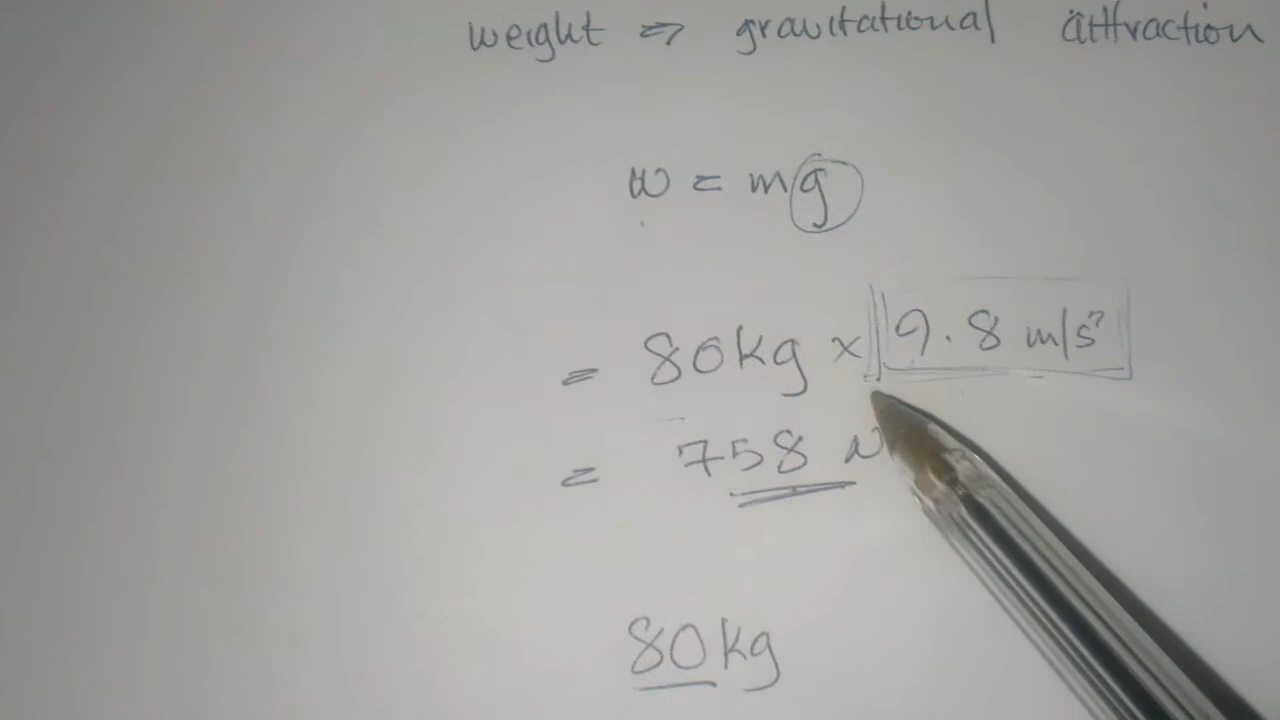 weight ⇒ gravitational attraction
w = mg
= 80kg × 9.8 m/s²
= 758 N
80kg